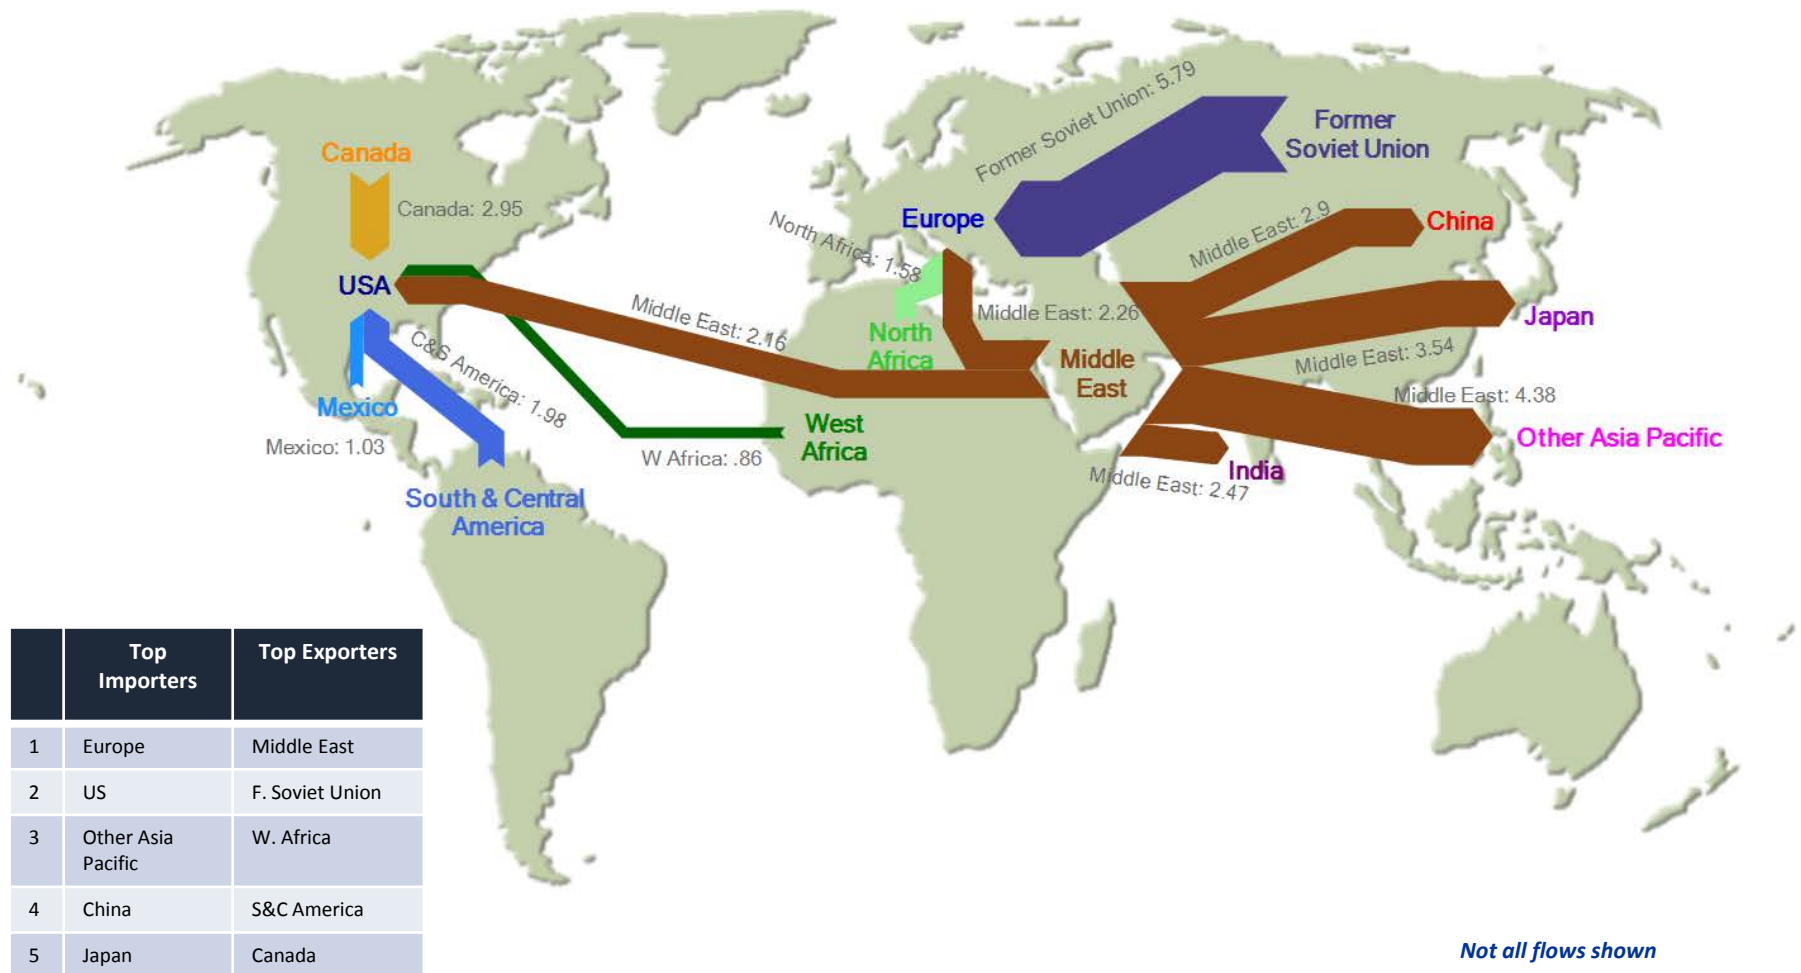 Former Soviet Union: 5.79
Former
Soviet Union
Canada
Canada: 2.95
North Africa: 1.58
Europe
Middle East: 2.9
China
USA
Middle East: 2.16
Middle East: 2.26
Japan
North
Africa
C&S America: 1.98
Middle
East
Middle East: 3.54
Middle East: 4.38
Mexico
Mexico: 1.03
W Africa: .86
West
Africa
Other Asia Pacific
India
Middle East: 2.47
South & Central
America
Top
Importers
Top Exporters
1 Europe Middle East
2 US F. Soviet Union
3 Other Asia
Pacific
W. Africa
4 China S&C America
5 Japan Canada
Not all flows shown